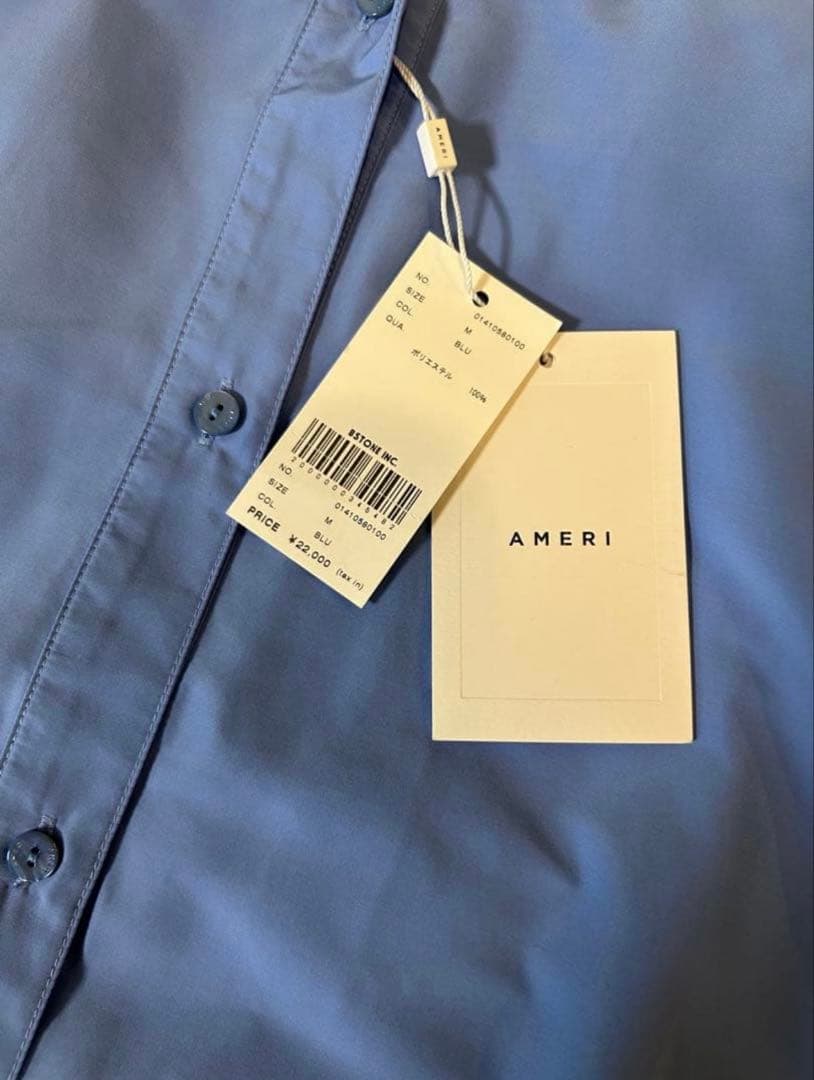 AMERI
NO. 01410580100
SIZE M
COL. BLU
QUA.
ポリエステル 100%
BSTONE INC.
2000000345482
NO. 01410580100
SIZE M
COL. BLU
PRICE ¥22,000 (tax in)
AMERI